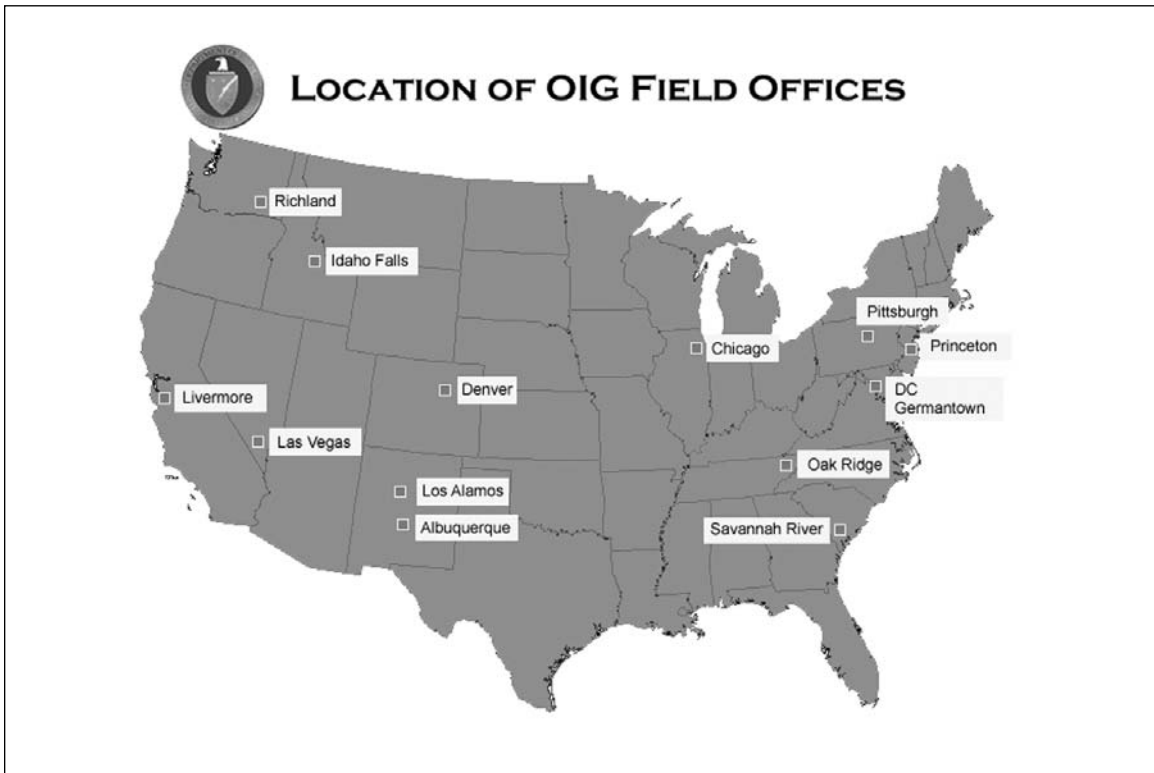 LOCATION OF OIG FIELD OFFICES
Richland
Idaho Falls
Pittsburgh
Chicago
Princeton
Livermore
Denver
DC
Germantown
Las Vegas
Oak Ridge
Los Alamos
Albuquerque
Savannah River